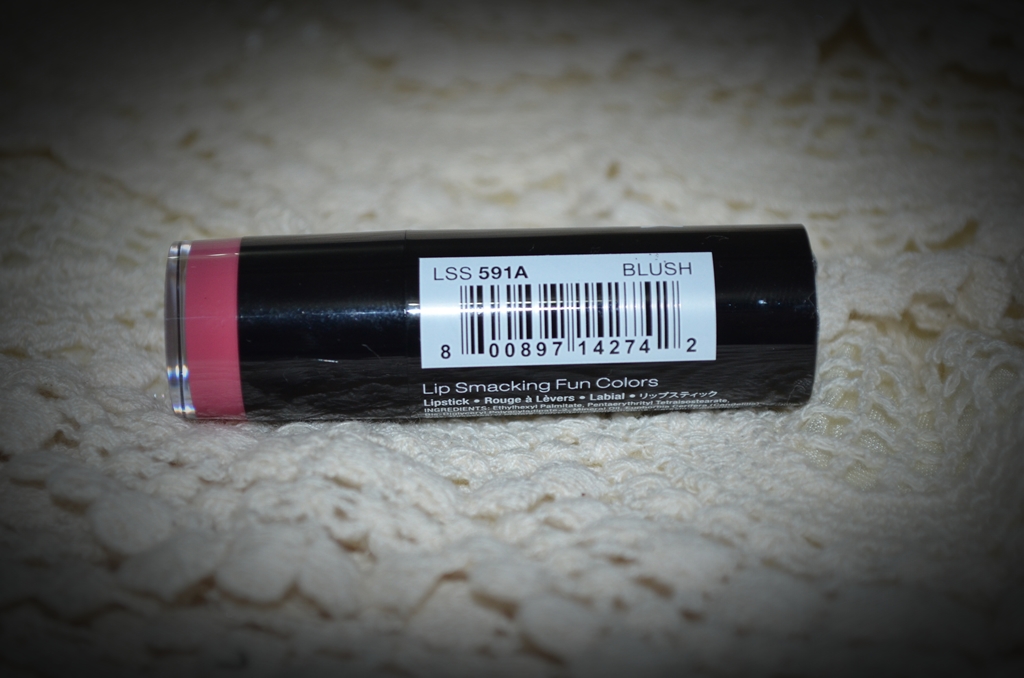 LSS 591A BLUSH
8 00897 14274 2
Lip Smacking Fun Colors
Lipstick • Rouge à Lèvres • Labial • リップスティック
INGREDIENTS: Ethylhexyl Palmitate, Pentaerythrityl Tetraisostearate,